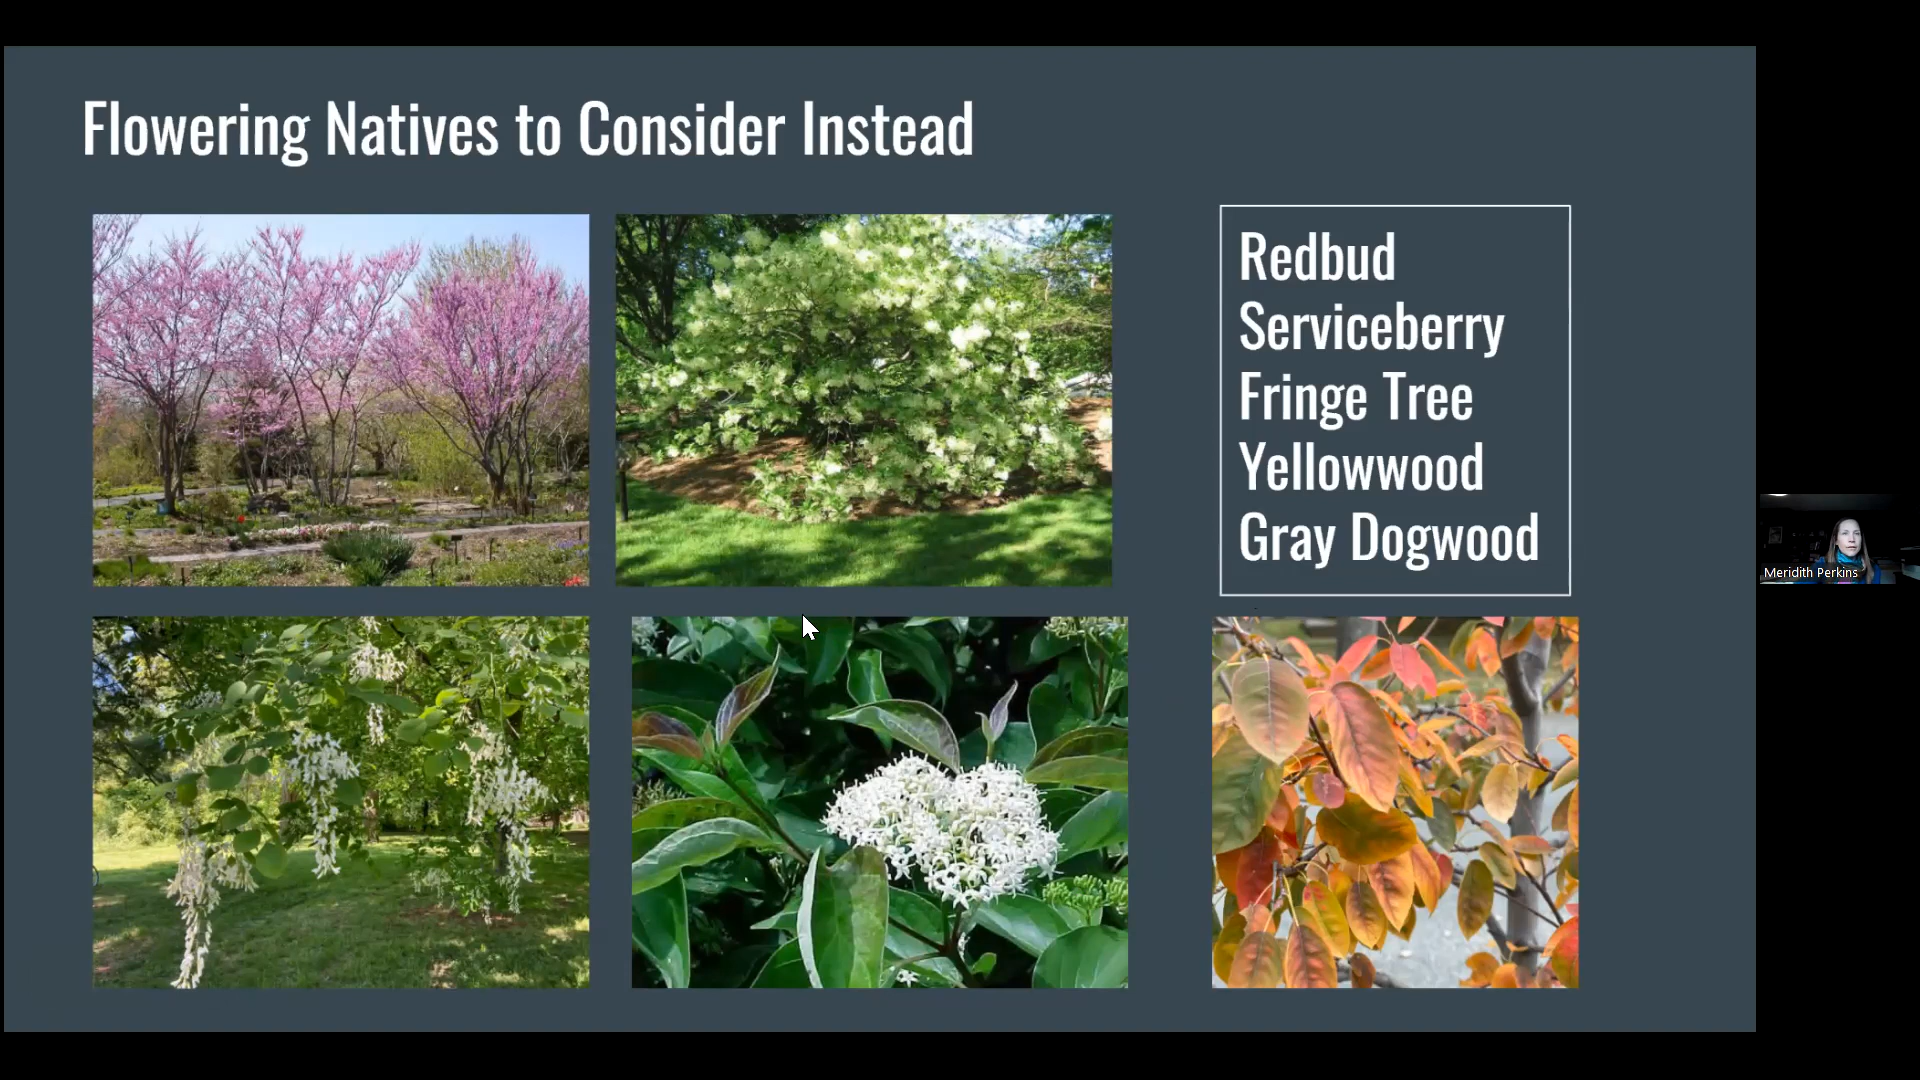 Flowering Natives to Consider Instead
Redbud
Serviceberry
Fringe Tree
Yellowwood
Gray Dogwood
Meridith Perkins